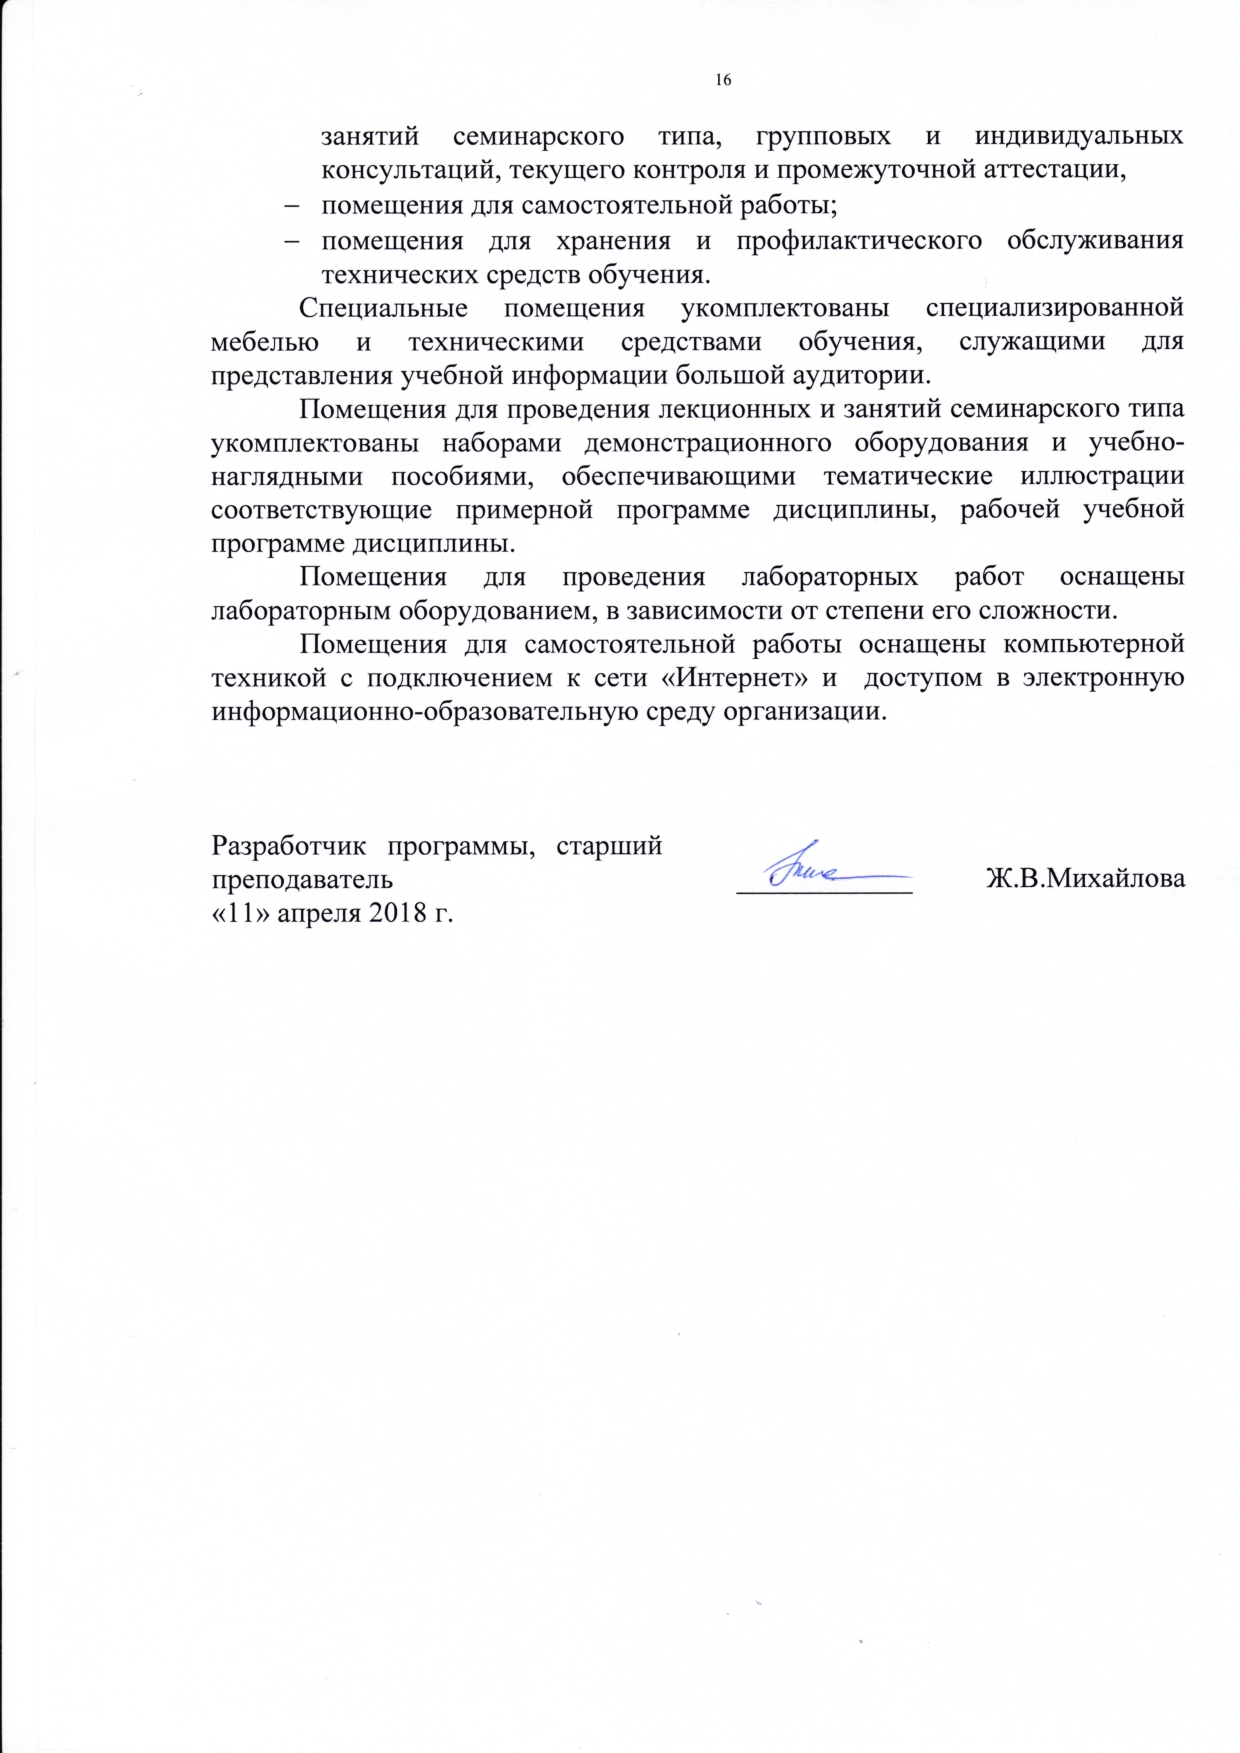 16
занятий семинарского типа, групповых и индивидуальных
консультаций, текущего контроля и промежуточной аттестации,
– помещения для самостоятельной работы;
– помещения для хранения и профилактического обслуживания
технических средств обучения.
Специальные помещения укомплектованы специализированной
мебелью и техническими средствами обучения, служащими для
представления учебной информации большой аудитории.
Помещения для проведения лекционных и занятий семинарского типа
укомплектованы наборами демонстрационного оборудования и учебно-
наглядными пособиями, обеспечивающими тематические иллюстрации
соответствующие примерной программе дисциплины, рабочей учебной
программе дисциплины.
Помещения для проведения лабораторных работ оснащены
лабораторным оборудованием, в зависимости от степени его сложности.
Помещения для самостоятельной работы оснащены компьютерной
техникой с подключением к сети «Интернет» и доступом в электронную
информационно-образовательную среду организации.
Разработчик программы, старший
преподаватель Ж.В.Михайлова
«11» апреля 2018 г.